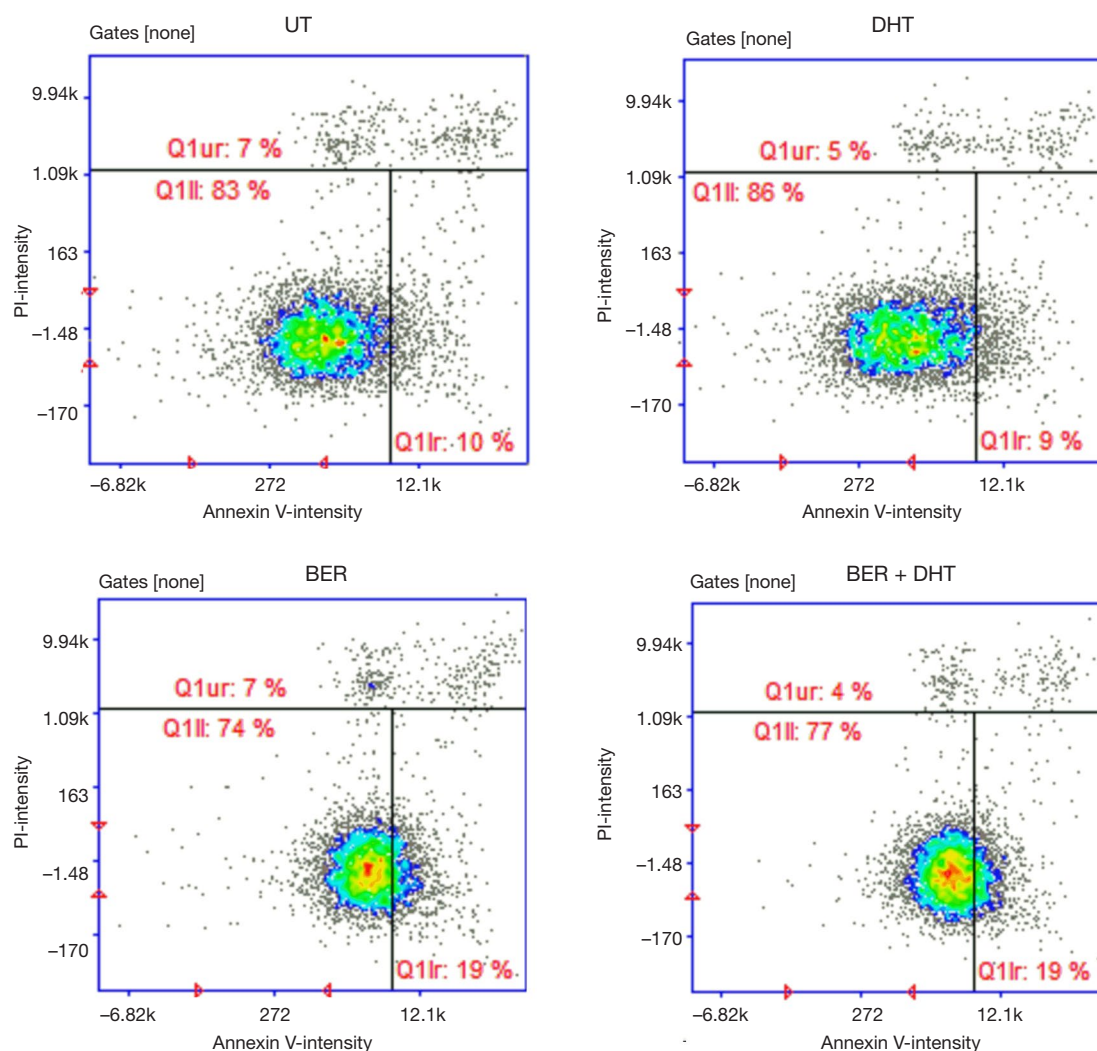 UT
Gates [none]
9.94k
Q1ur: 7 %
1.09k
Q1ll: 83 %
163
PI-intensity
−1.48
−170
Q1lr: 10 %
−6.82k 272 12.1k
Annexin V-intensity
DHT
Gates [none]
9.94k
Q1ur: 5 %
1.09k
Q1ll: 86 %
163
PI-intensity
−1.48
−170
Q1lr: 9 %
−6.82k 272 12.1k
Annexin V-intensity
BER
Gates [none]
9.94k
Q1ur: 7 %
1.09k
Q1ll: 74 %
163
PI-intensity
−1.48
−170
Q1lr: 19 %
−6.82k 272 12.1k
Annexin V-intensity
BER + DHT
Gates [none]
9.94k
Q1ur: 4 %
1.09k
Q1ll: 77 %
163
PI-intensity
−1.48
−170
Q1lr: 19 %
−6.82k 272 12.1k
Annexin V-intensity